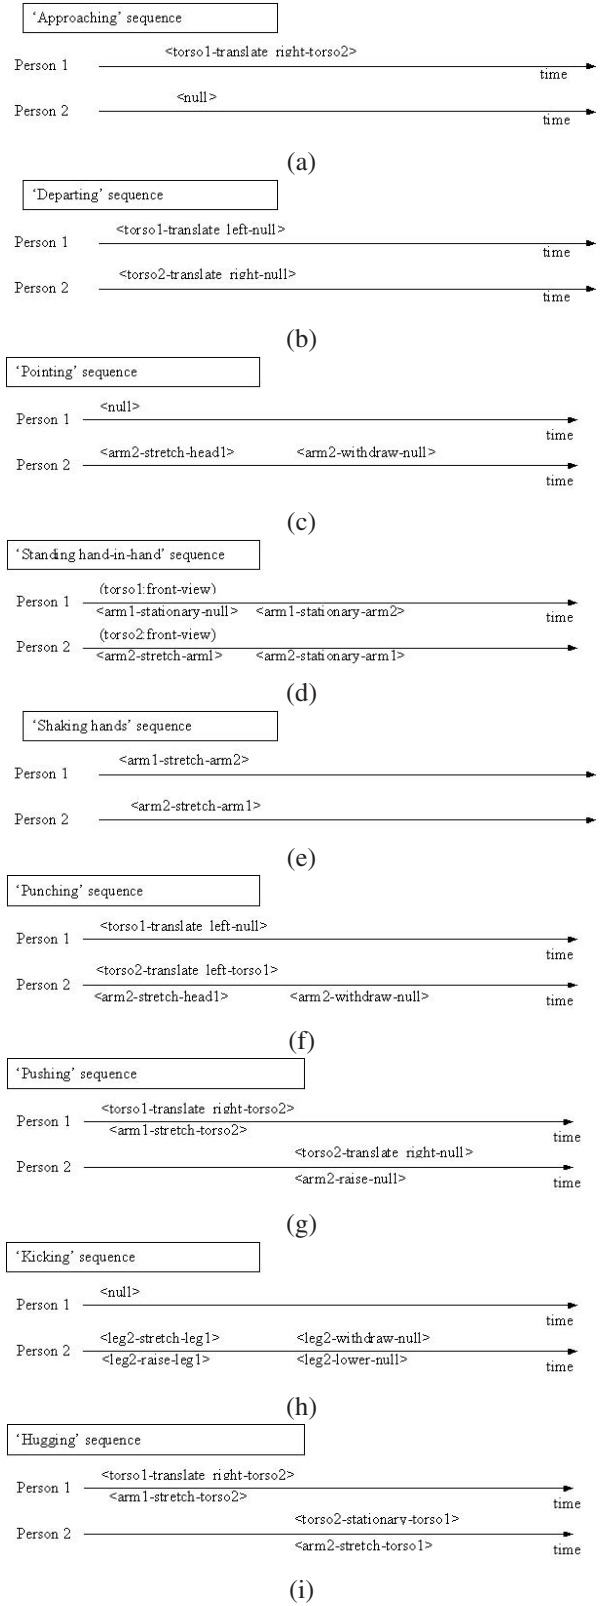 ‘Approaching’ sequence
<torso1-translate right-torso2>
Person 1
time
<null>
Person 2
time
(a)
‘Departing’ sequence
<torso1-translate left-null>
Person 1
time
<torso2-translate right-null>
Person 2
time
(b)
‘Pointing’ sequence
<null>
Person 1
time
<arm2-stretch-head1> <arm2-withdraw-null>
Person 2
time
(c)
‘Standing hand-in-hand’ sequence
(torso1:front-view)
Person 1
<arm1-stationary-null> <arm1-stationary-arm2>
time
(torso2:front-view)
Person 2
<arm2-stretch-arm1> <arm2-stationary-arm1>
(d)
‘Shaking hands’ sequence
<arm1-stretch-arm2>
Person 1
<arm2-stretch-arm1>
Person 2
(e)
‘Punching’ sequence
<torso1-translate left-null>
Person 1
time
<torso2-translate left-torso1>
Person 2
<arm2-stretch-head1> <arm2-withdraw-null>
time
(f)
‘Pushing’ sequence
<torso1-translate right-torso2>
Person 1
<arm1-stretch-torso2>
time
<torso2-translate right-null>
Person 2
<arm2-raise-null>
time
(g)
‘Kicking’ sequence
<null>
Person 1
time
<leg2-stretch-leg1> <leg2-withdraw-null>
Person 2
<leg2-raise-leg1> <leg2-lower-null>
time
(h)
‘Hugging’ sequence
<torso1-translate right-torso2>
Person 1
<arm1-stretch-torso2>
time
<torso2-stationary-torso1>
Person 2
<arm2-stretch-torso1>
time
(i)